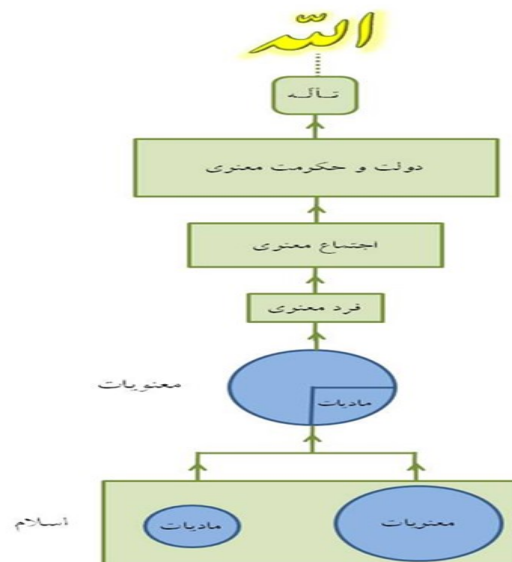 الله
تألّه
دولت و حکومت معنوی
اجتماع معنوی
فرد معنوی
معنویات
مادیات
اسلام
مادیات
معنویات